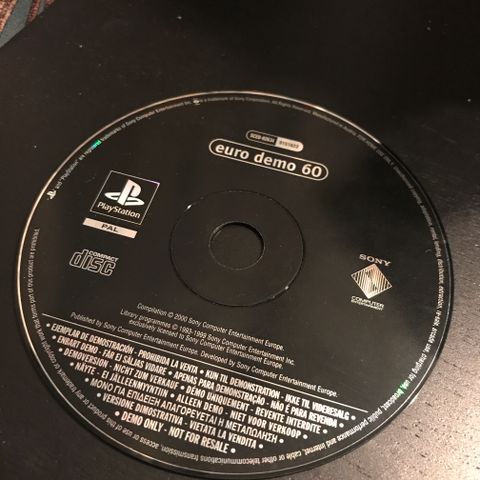 SCED-02634
euro demo 60
PlayStation
PAL
COMPACT
disc
SONY
COMPUTER
ENTERTAINMENT
Compilation © 2000 Sony Computer Entertainment Europe.
Library programmes © 1993-1999 Sony Computer Entertainment Inc.
exclusively licensed to Sony Computer Entertainment Europe.
Published by Sony Computer Entertainment Europe. Developed by Sony Computer Entertainment Europe.
• EJEMPLAR DE DEMOSTRACIÓN - PROHIBIDA LA VENTA • KUN TIL DEMONSTRATION - IKKE TIL VIDERESALG •
ENBART DEMO - FÅR EJ SÄLJAS VIDARE • APENAS PARA DEMONSTRAÇÃO - NÃO É PARA REVENDA •
DEMOVERSION - NICHT ZUM VERKAUF • DEMO UNIQUEMENT - REVENTE INTERDITE •
NÄYTE - EI JÄLLEENMYYNTIIN • ALLEEN DEMO - NIET VOOR VERKOOP •
ΜΟΝΟ ΓΙΑ ΕΠΙΔΕΙΞΗ ΑΠΑΓΟΡΕΥΕΤΑΙ Η ΜΕΤΑΠΩΛΗΣΗ •
VERSIONE DIMOSTRATIVA - VIETATA LA VENDITA •
• DEMO ONLY - NOT FOR RESALE •